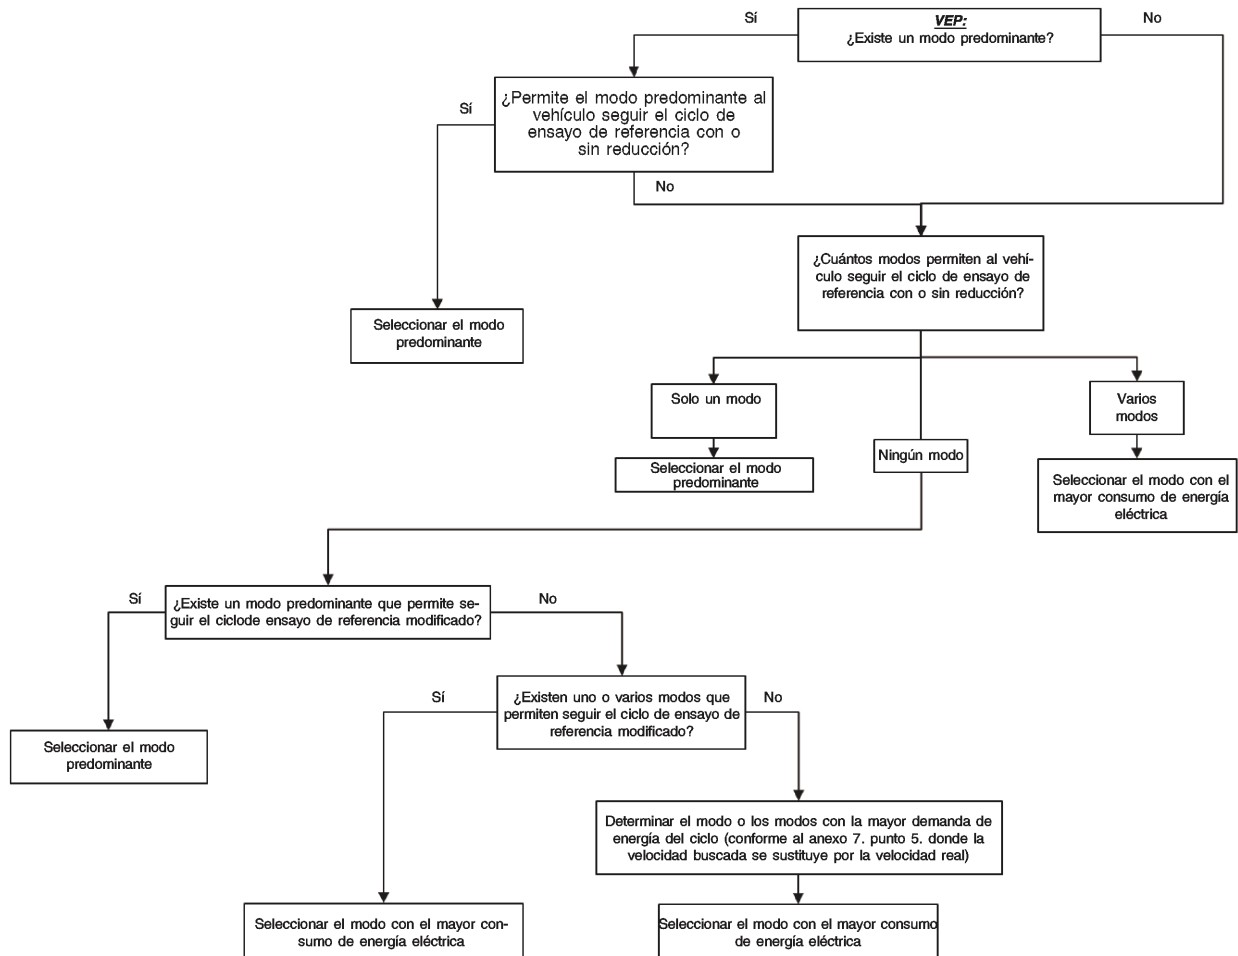 Sí
VEP:
No
¿Existe un modo predominante?
Sí
¿Permite el modo predominante al
vehículo seguir el ciclo de
ensayo de referencia con o
sin reducción?
No
¿Cuántos modos permiten al vehí-
culo seguir el ciclo de ensayo de
referencia con o sin reducción?
Seleccionar el modo
predominante
Solo un modo
Varios
modos
Ningún modo
Seleccionar el modo
predominante
Seleccionar el modo con el
mayor consumo de energía
eléctrica
Sí
¿Existe un modo predominante que permite se-
guir el ciclode ensayo de referencia modificado?
No
Sí
¿Existen uno o varios modos que
permiten seguir el ciclo de ensayo de
referencia modificado?
No
Seleccionar el modo
predominante
Determinar el modo o los modos con la mayor demanda de
energía del ciclo (conforme al anexo 7. punto 5. donde la
velocidad buscada se sustituye por la velocidad real)
Seleccionar el modo con el mayor con-
sumo de energía eléctrica
Seleccionar el modo con el mayor consumo
de energía eléctrica